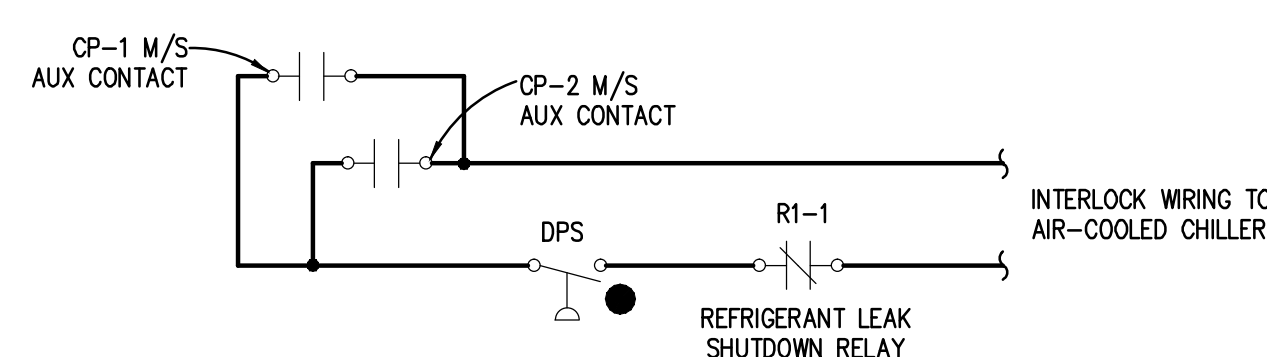 CP-1 M/S
AUX CONTACT
CP-2 M/S
AUX CONTACT
INTERLOCK WIRING TO
AIR-COOLED CHILLER
R1-1
DPS
REFRIGERANT LEAK
SHUTDOWN RELAY